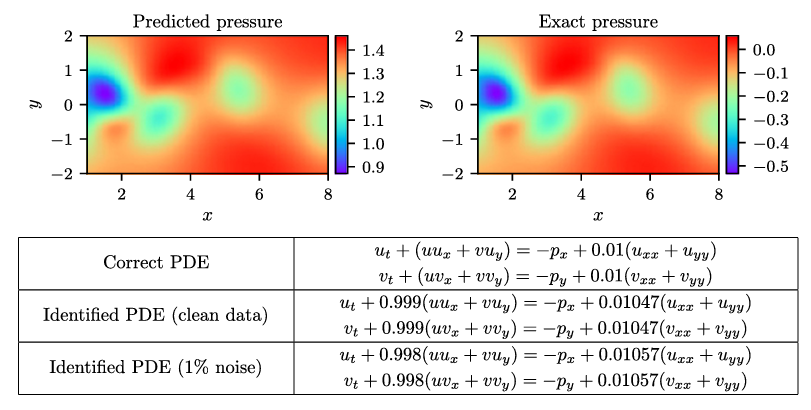 Predicted pressure
Exact pressure
2
1
0
−1
−2
y
2
4
6
8
x
1.4
1.3
1.2
1.1
1.0
0.9
2
1
0
−1
−2
y
2
4
6
8
x
0.0
−0.1
−0.2
−0.3
−0.4
−0.5
Correct PDE
u_t + (uu_x + vu_y) = −p_x + 0.01(u_xx + u_yy)
v_t + (uv_x + vv_y) = −p_y + 0.01(v_xx + v_yy)
Identified PDE (clean data)
u_t + 0.999(uu_x + vu_y) = −p_x + 0.01047(u_xx + u_yy)
v_t + 0.999(uv_x + vv_y) = −p_y + 0.01047(v_xx + v_yy)
Identified PDE (1% noise)
u_t + 0.998(uu_x + vu_y) = −p_x + 0.01057(u_xx + u_yy)
v_t + 0.998(uv_x + vv_y) = −p_y + 0.01057(v_xx + v_yy)